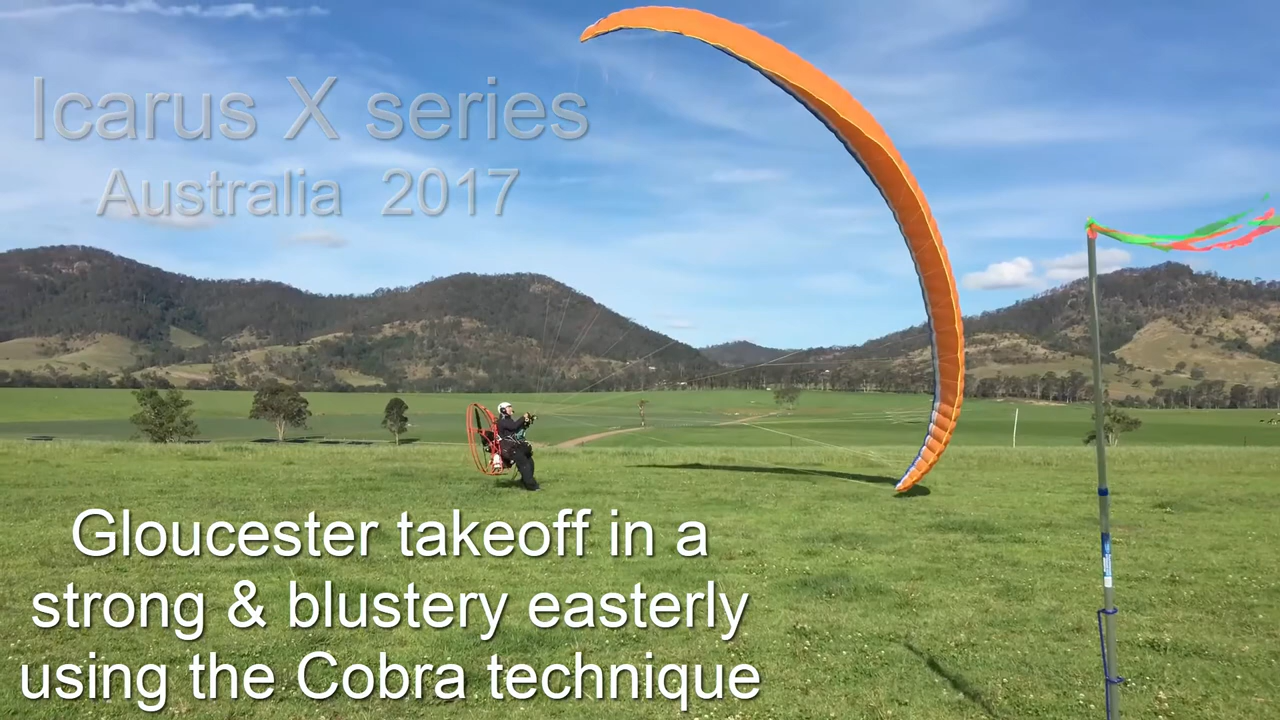 Icarus X series
Australia 2017
Gloucester takeoff in a
strong & blustery easterly
using the Cobra technique